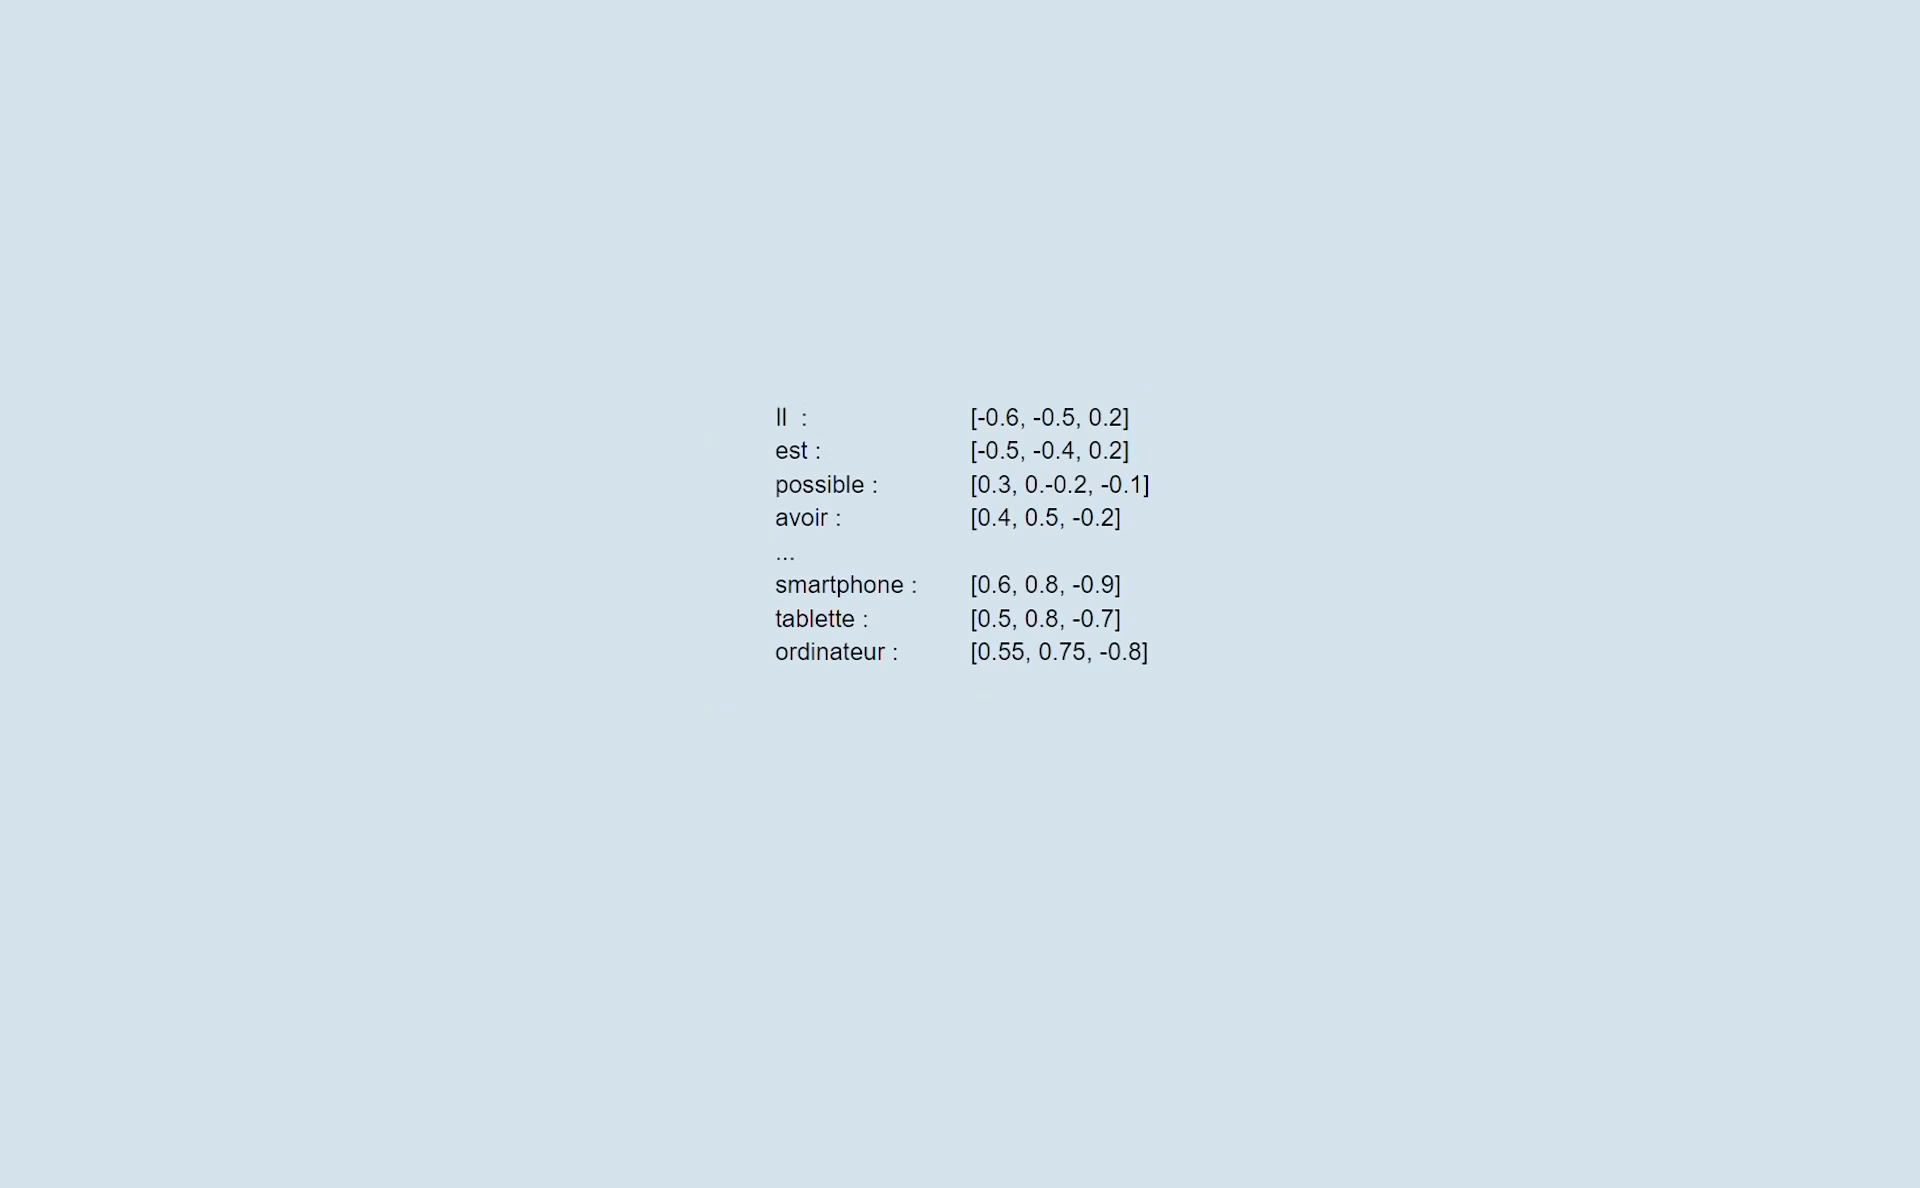 Il : [-0.6, -0.5, 0.2]
est : [-0.5, -0.4, 0.2]
possible : [0.3, 0.-0.2, -0.1]
avoir : [0.4, 0.5, -0.2]
...
smartphone : [0.6, 0.8, -0.9]
tablette : [0.5, 0.8, -0.7]
ordinateur : [0.55, 0.75, -0.8]